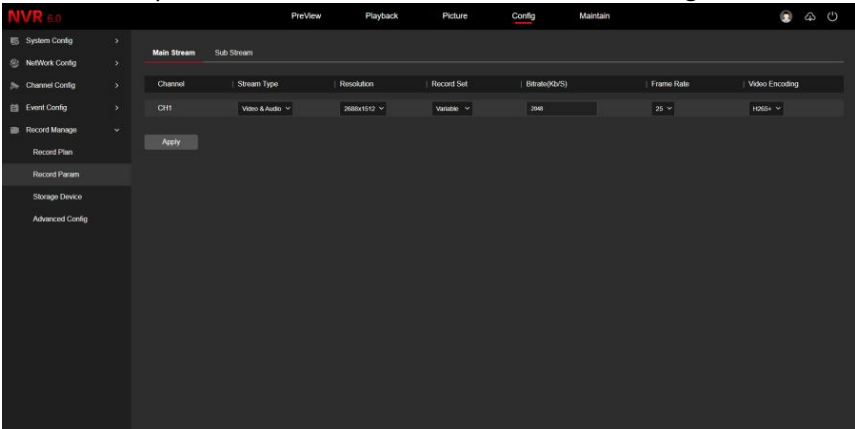 NVR 6.0 PreView Playback Picture Config Maintain
System Config
NetWork Config
Channel Config
Event Config
Record Manage
Record Plan
Record Param
Storage Device
Advanced Config
Main Stream Sub Stream
Channel Stream Type Resolution Record Set Bitrate(Kb/S) Frame Rate Video Encoding
CH1 Video & Audio 2688x1512 Variable 2048 25 H265+
Apply